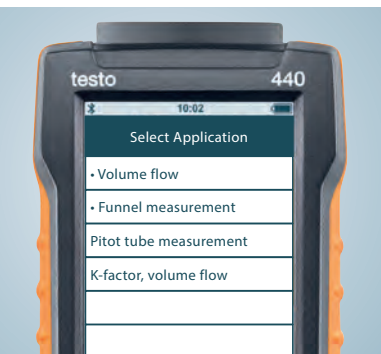 testo 440
10:02
Select Application
• Volume flow
• Funnel measurement
Pitot tube measurement
K-factor, volume flow